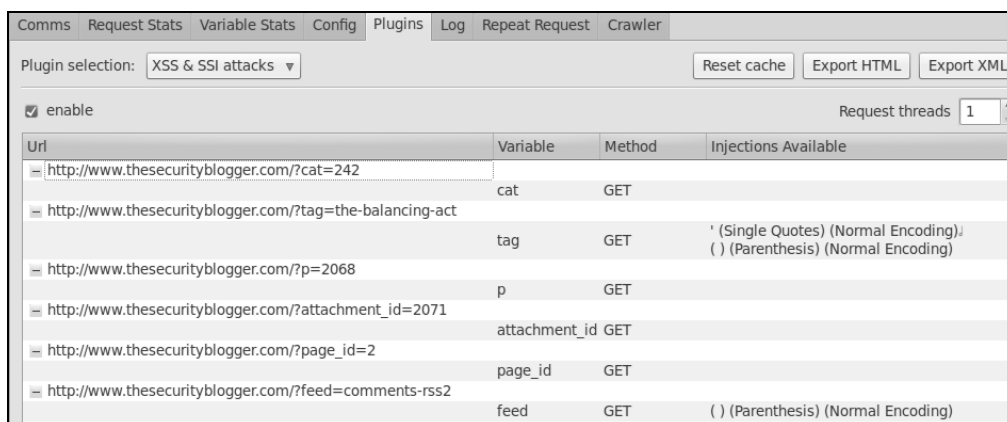 Comms Request Stats Variable Stats Config Plugins Log Repeat Request Crawler
Plugin selection: XSS & SSI attacks Reset cache Export HTML Export XML
enable Request threads 1
Url Variable Method Injections Available
http://www.thesecurityblogger.com/?cat=242
cat GET
http://www.thesecurityblogger.com/?tag=the-balancing-act
' (Single Quotes) (Normal Encoding)
tag GET ( ) (Parenthesis) (Normal Encoding)
http://www.thesecurityblogger.com/?p=2068
p GET
http://www.thesecurityblogger.com/?attachment_id=2071
attachment_id GET
http://www.thesecurityblogger.com/?page_id=2
page_id GET
http://www.thesecurityblogger.com/?feed=comments-rss2
feed GET ( ) (Parenthesis) (Normal Encoding)